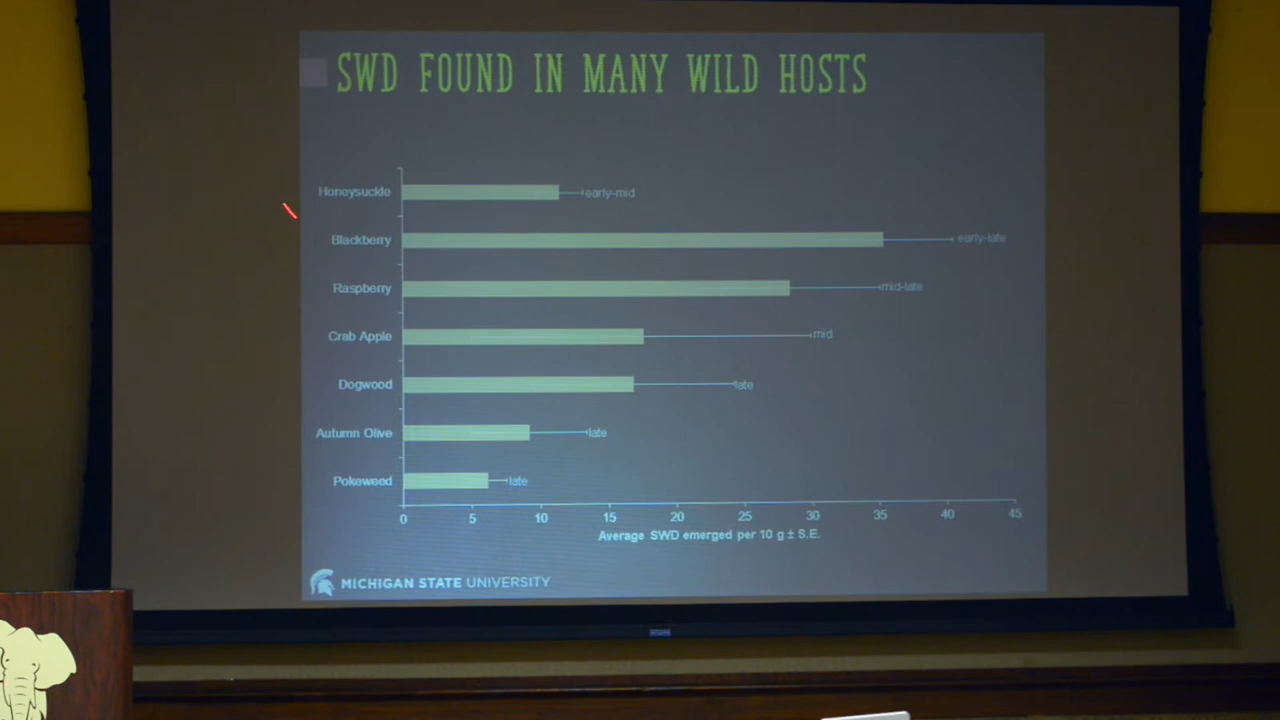 SWD FOUND IN MANY WILD HOSTS
Honeysuckle early-mid
Blackberry early-late
Raspberry mid-late
Crab Apple mid
Dogwood late
Autumn Olive late
Pokeweed late
0 5 10 15 20 25 30 35 40 45
Average SWD emerged per 10 g ± S.E.
MICHIGAN STATE UNIVERSITY